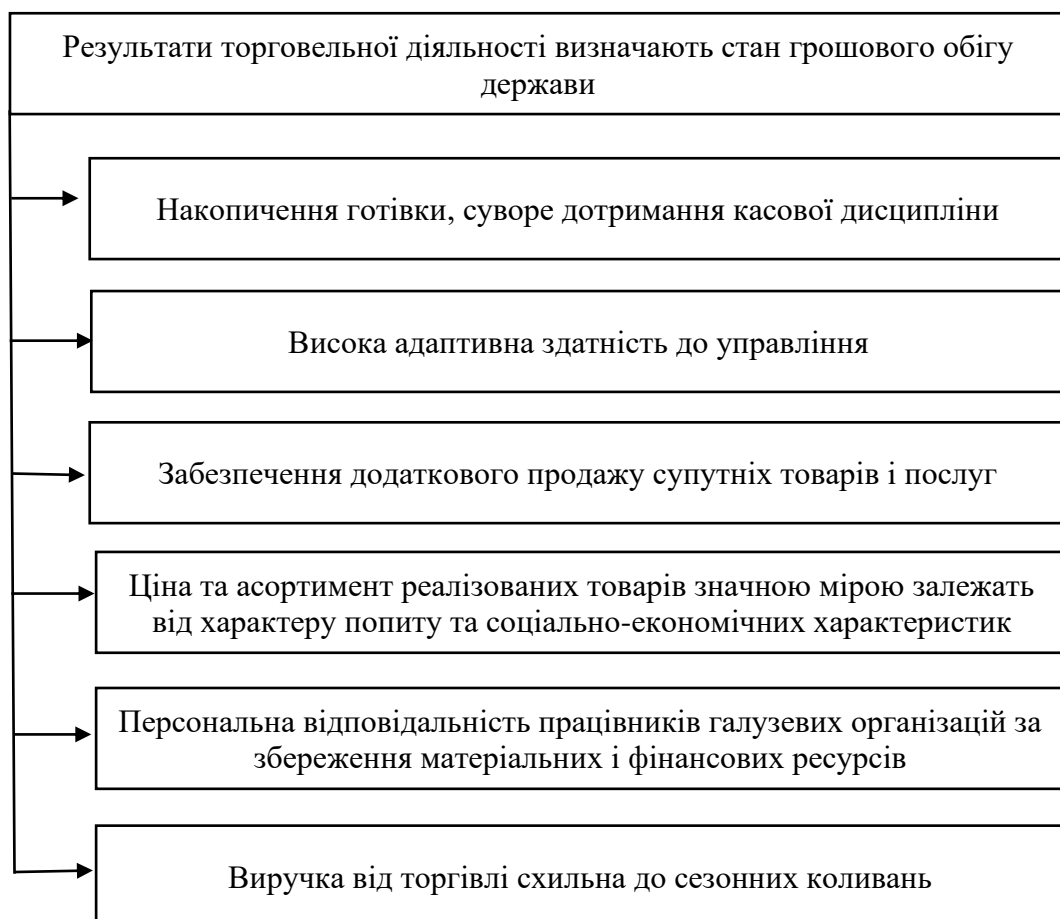 Результати торговельної діяльності визначають стан грошового обігу
держави
Накопичення готівки, суворе дотримання касової дисципліни
Висока адаптивна здатність до управління
Забезпечення додаткового продажу супутніх товарів і послуг
Ціна та асортимент реалізованих товарів значною мірою залежать
від характеру попиту та соціально-економічних характеристик
Персональна відповідальність працівників галузевих організацій за
збереження матеріальних і фінансових ресурсів
Виручка від торгівлі схильна до сезонних коливань